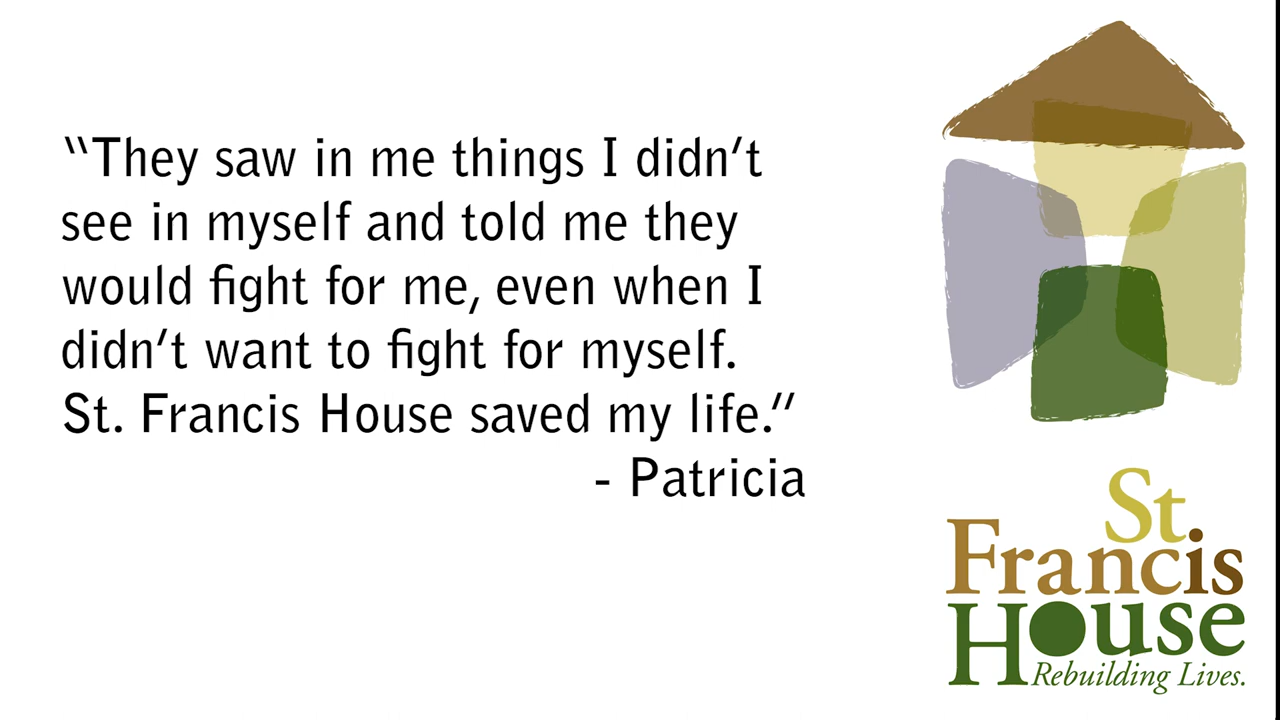 “They saw in me things I didn’t
see in myself and told me they
would fight for me, even when I
didn’t want to fight for myself.
St. Francis House saved my life.”
- Patricia
St.
Francis
House
Rebuilding Lives.